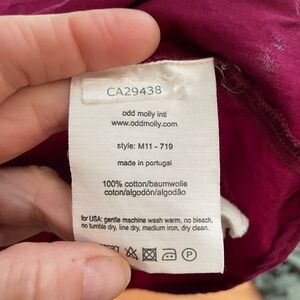 CA29438
odd molly intl
www.oddmolly.com
style: M11 - 719
made in portugal
100% cotton/baumwolle
coton/algodón/algodão
for USA: gentle machine wash warm, no bleach,
no tumble dry, line dry, medium iron, dry clean.
P